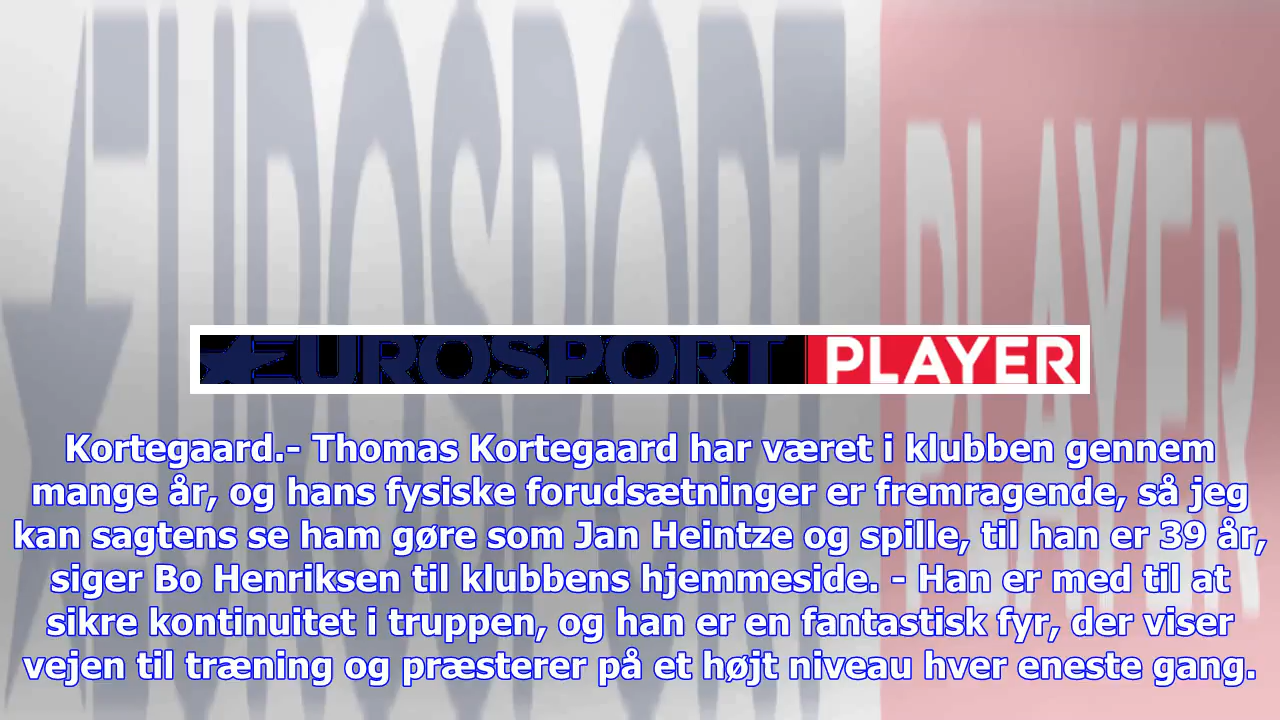 EUROSPORT PLAYER
EUROSPORT PLAYER
Kortegaard.- Thomas Kortegaard har været i klubben gennem
mange år, og hans fysiske forudsætninger er fremragende, så jeg
kan sagtens se ham gøre som Jan Heintze og spille, til han er 39 år,
siger Bo Henriksen til klubbens hjemmeside. - Han er med til at
sikre kontinuitet i truppen, og han er en fantastisk fyr, der viser
vejen til træning og præsterer på et højt niveau hver eneste gang.